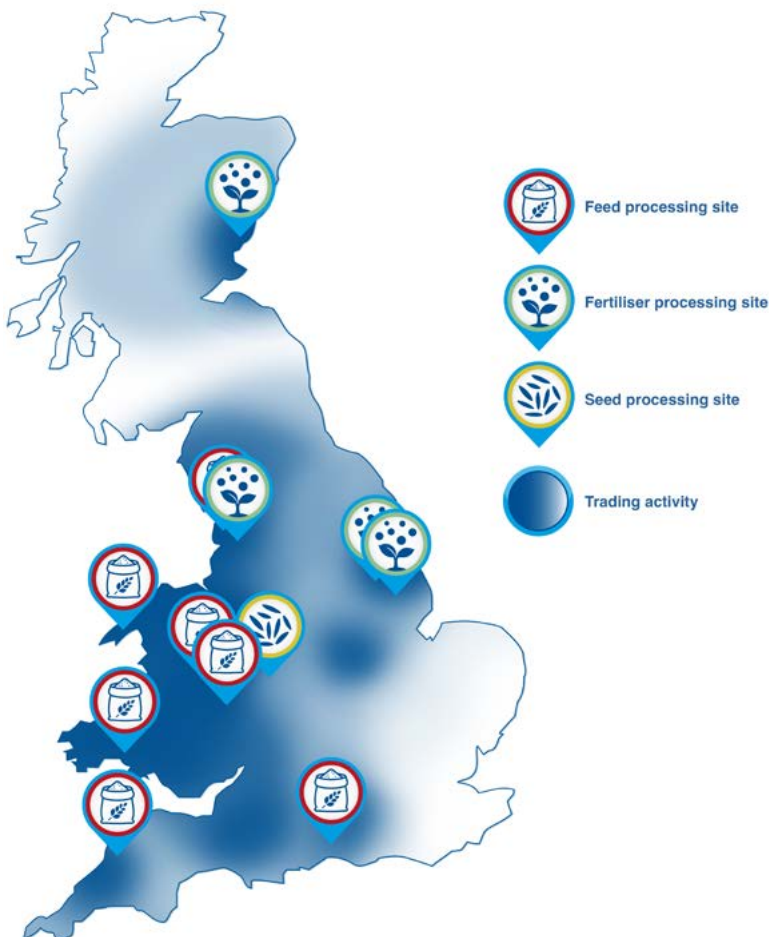 Feed processing site
Fertiliser processing site
Seed processing site
Trading activity